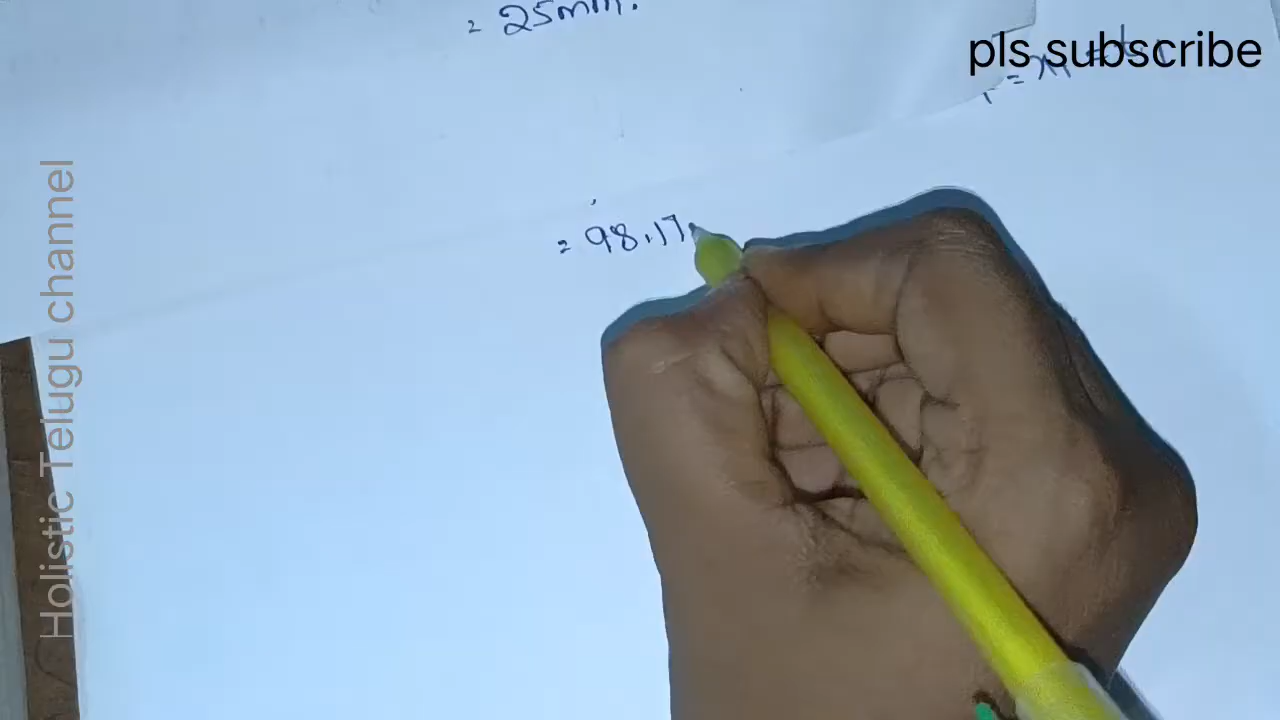 = 25mm.
pls subscribe
= 98.17
Holistic Telugu channel